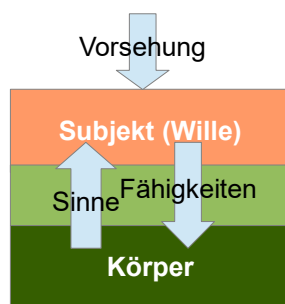 Vorsehung
Subjekt (Wille)
Sinne
Fähigkeiten
Körper